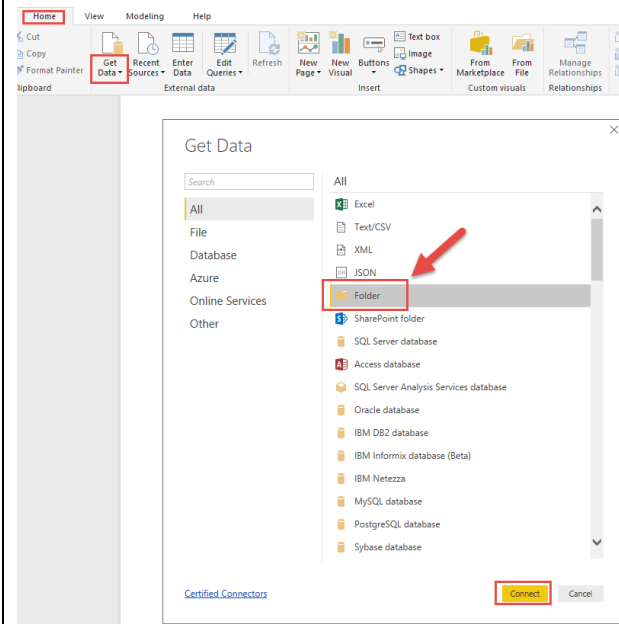 Home View Modeling Help
Cut
Copy
Format Painter
lipboard
Get Data
Recent Sources
Enter Data
Edit Queries
Refresh
External data
New Page
New Visual
Buttons
Text box
Image
Shapes
Insert
From Marketplace
From File
Custom visuals
Manage Relationships
Relationships
Get Data
Search
All
File
Database
Azure
Online Services
Other
All
Excel
Text/CSV
XML
JSON
Folder
SharePoint folder
SQL Server database
Access database
SQL Server Analysis Services database
Oracle database
IBM DB2 database
IBM Informix database (Beta)
IBM Netezza
MySQL database
PostgreSQL database
Sybase database
Certified Connectors
Connect
Cancel